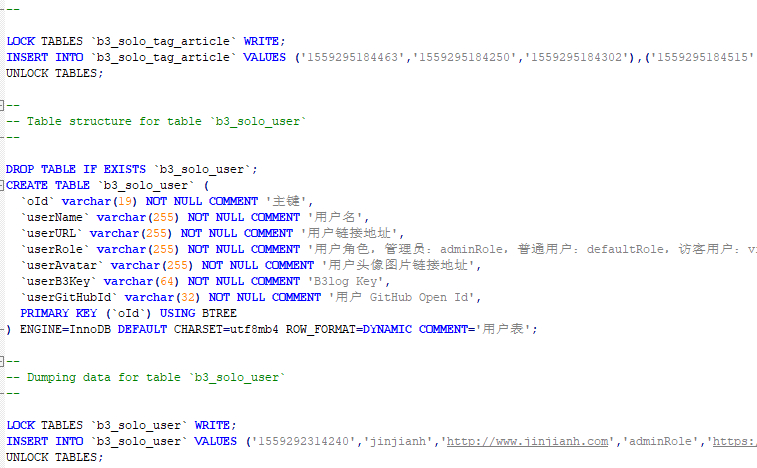 --
LOCK TABLES `b3_solo_tag_article` WRITE;
INSERT INTO `b3_solo_tag_article` VALUES ('1559295184463','1559295184250','1559295184302'),('1559295184515'
UNLOCK TABLES;
--
-- Table structure for table `b3_solo_user`
--
DROP TABLE IF EXISTS `b3_solo_user`;
CREATE TABLE `b3_solo_user` (
  `oId` varchar(19) NOT NULL COMMENT '主键',
  `userName` varchar(255) NOT NULL COMMENT '用户名',
  `userURL` varchar(255) NOT NULL COMMENT '用户链接地址',
  `userRole` varchar(255) NOT NULL COMMENT '用户角色，管理员：adminRole，普通用户：defaultRole，访客用户：vi
  `userAvatar` varchar(255) NOT NULL COMMENT '用户头像图片链接地址',
  `userB3Key` varchar(64) NOT NULL COMMENT 'B3log Key',
  `userGitHubId` varchar(32) NOT NULL COMMENT '用户 GitHub Open Id',
  PRIMARY KEY (`oId`) USING BTREE
) ENGINE=InnoDB DEFAULT CHARSET=utf8mb4 ROW_FORMAT=DYNAMIC COMMENT='用户表';
--
-- Dumping data for table `b3_solo_user`
--
LOCK TABLES `b3_solo_user` WRITE;
INSERT INTO `b3_solo_user` VALUES ('1559292314240','jinjianh','http://www.jinjianh.com','adminRole','https:/
UNLOCK TABLES;